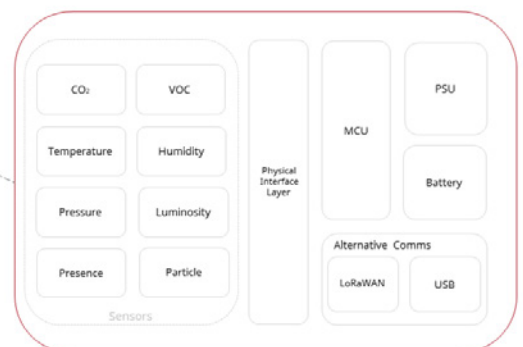 CO₂
VOC
Temperature
Humidity
Pressure
Luminosity
Presence
Particle
Sensors
Physical
Interface
Layer
MCU
PSU
Battery
Alternative Comms
LoRaWAN
USB